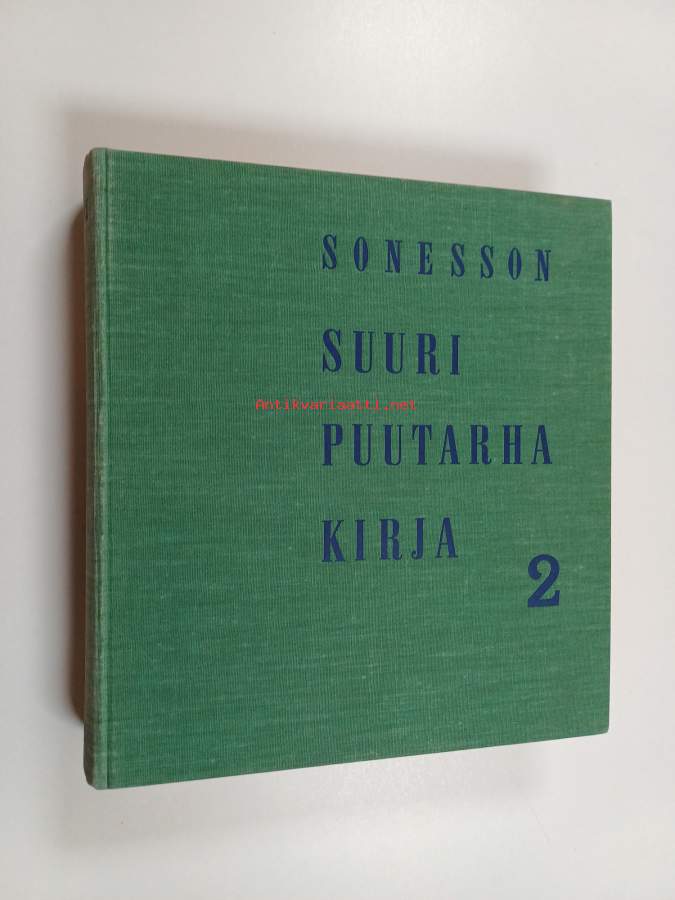 SONESSON
SUURI
Antikvariaatti.net
PUUTARHA
KIRJA
2